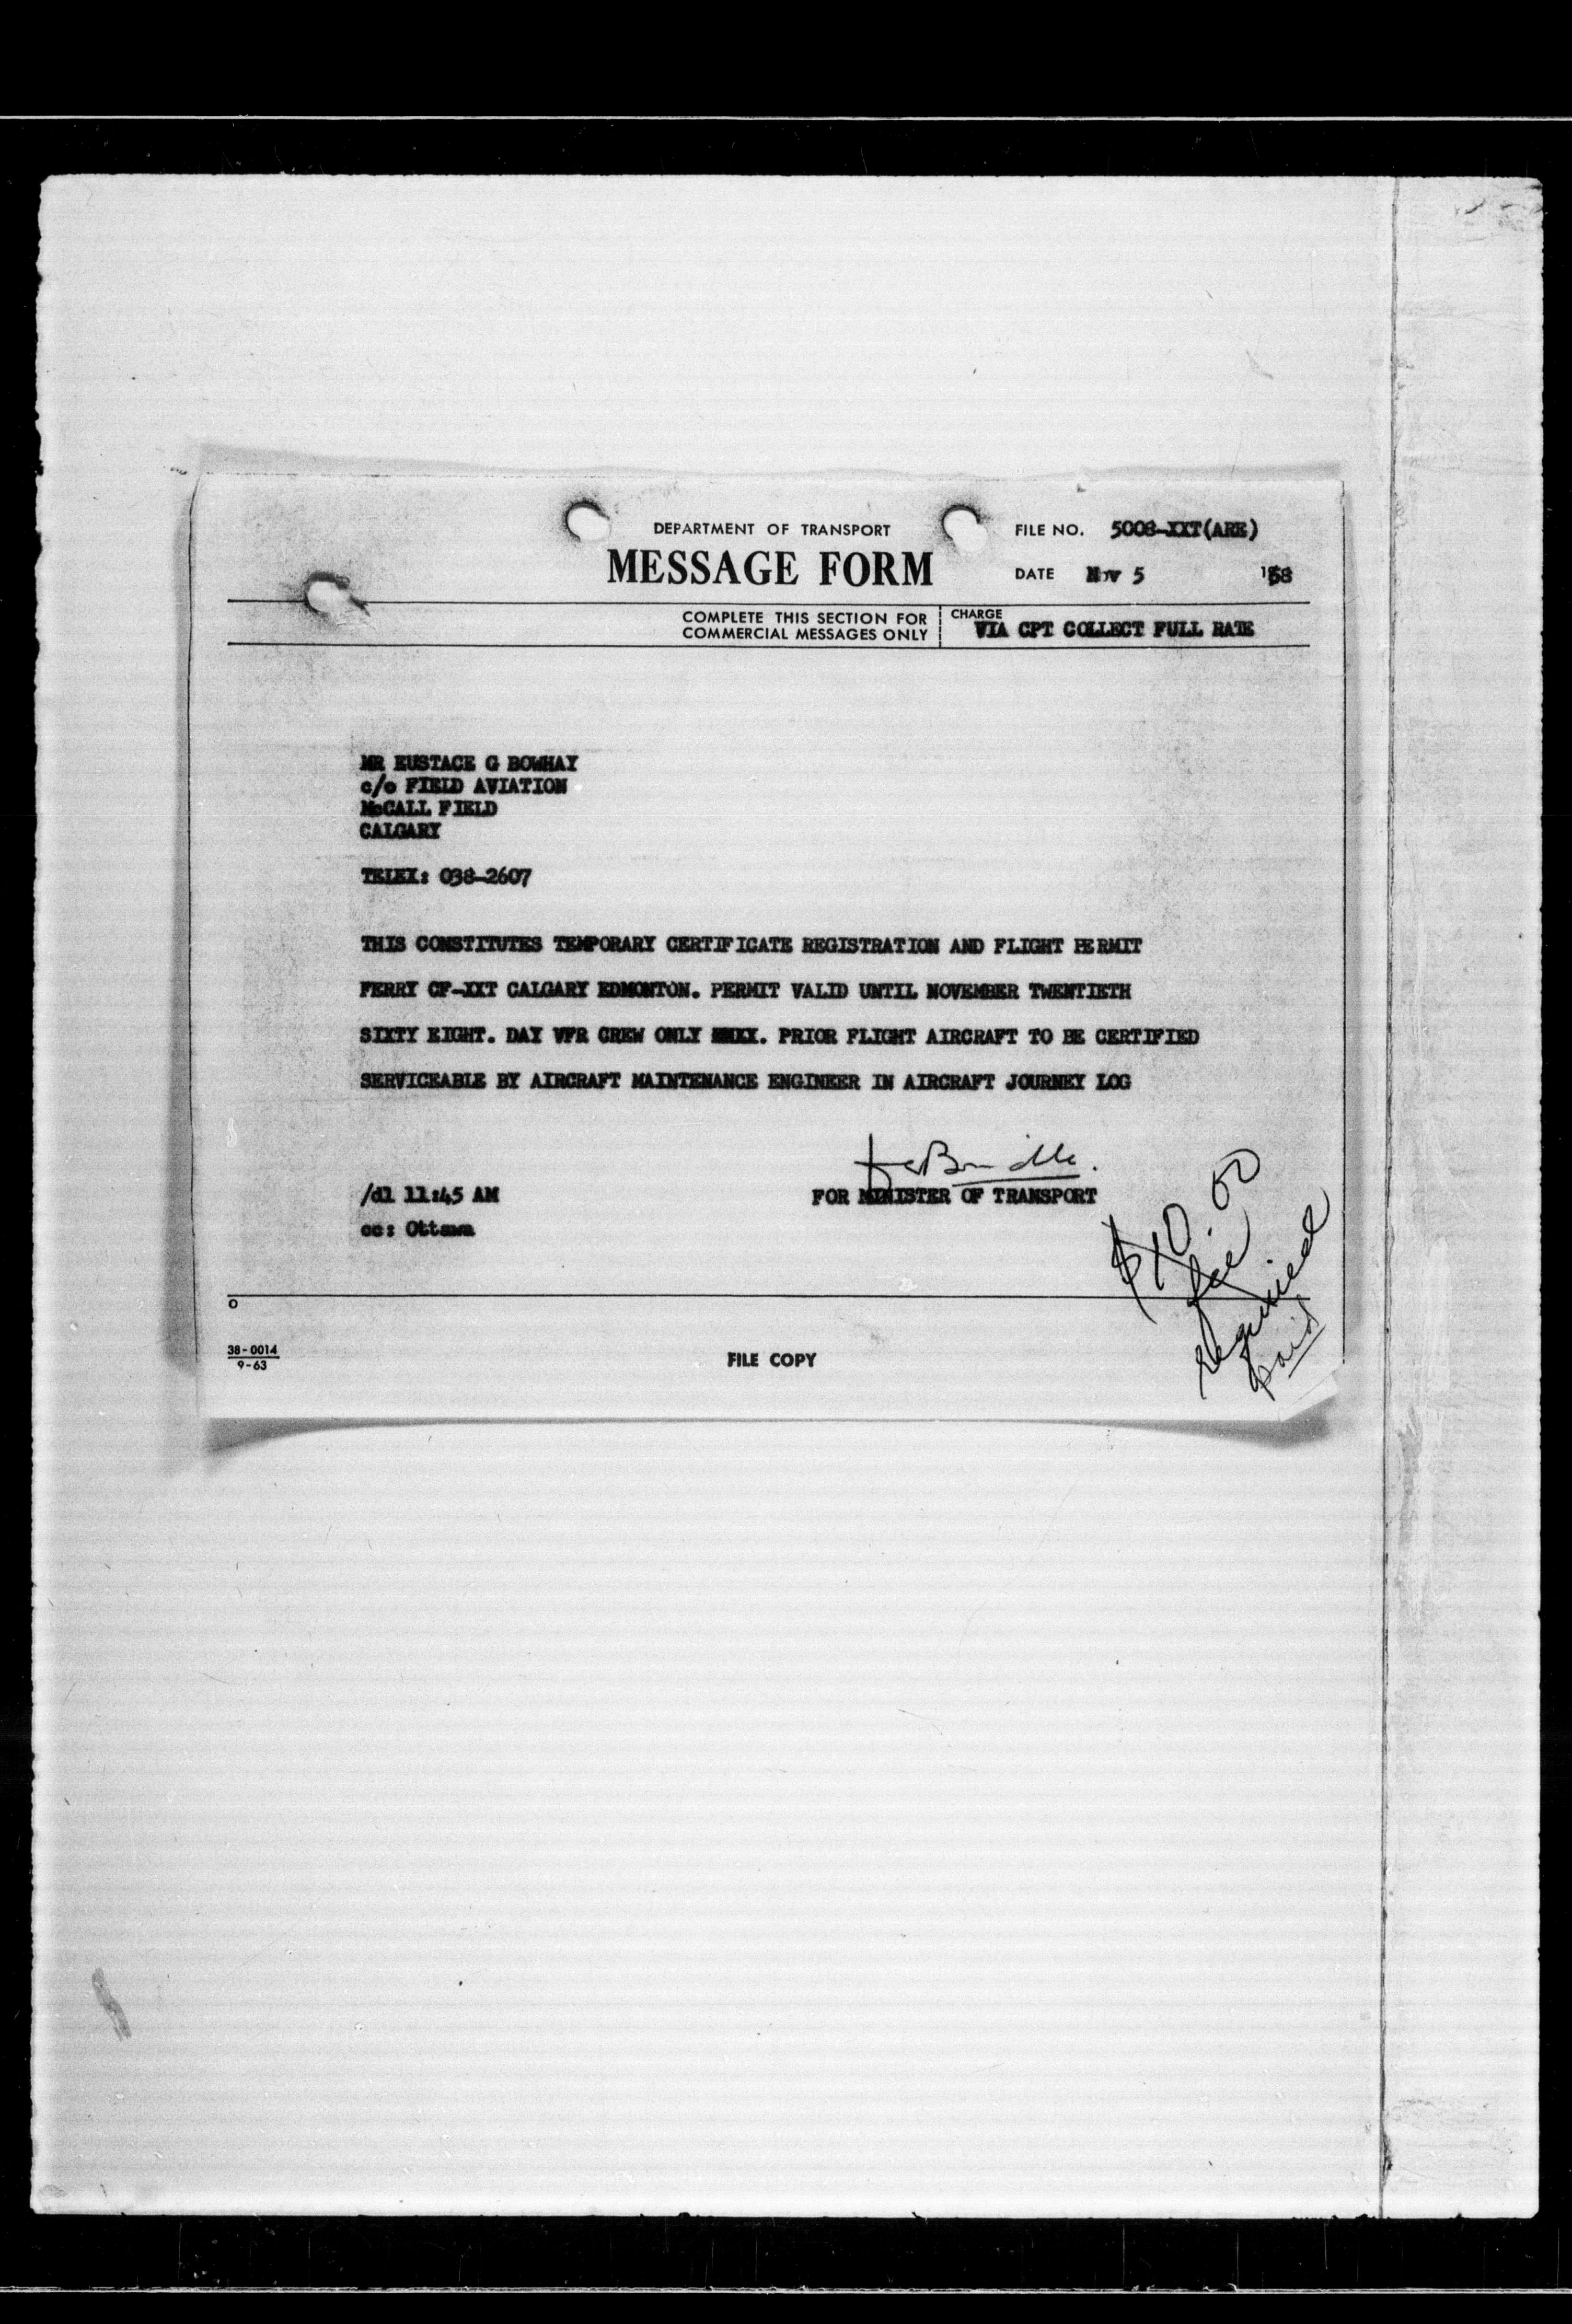 DEPARTMENT OF TRANSPORT
MESSAGE FORM
FILE NO. 5008-XXT(ARE)
DATE Nov 5 1968
COMPLETE THIS SECTION FOR
COMMERCIAL MESSAGES ONLY
CHARGE
VIA CPT COLLECT FULL RATE
MR EUSTACE G BOWHAY
c/o FIELD AVIATION
McCALL FIELD
CALGARY
TELEX: 038-2607
THIS CONSTITUTES TEMPORARY CERTIFICATE REGISTRATION AND FLIGHT PERMIT
FERRY CF-XXT CALGARY EDMONTON. PERMIT VALID UNTIL NOVEMBER TWENTIETH
SIXTY EIGHT. DAY VFR CREW ONLY. PRIOR FLIGHT AIRCRAFT TO BE CERTIFIED
SERVICEABLE BY AIRCRAFT MAINTENANCE ENGINEER IN AIRCRAFT JOURNEY LOG
/dl 11:45 AM
FOR MINISTER OF TRANSPORT
cc: Ottawa
$10.00
fee
required
paid
38-0014
9-63
FILE COPY